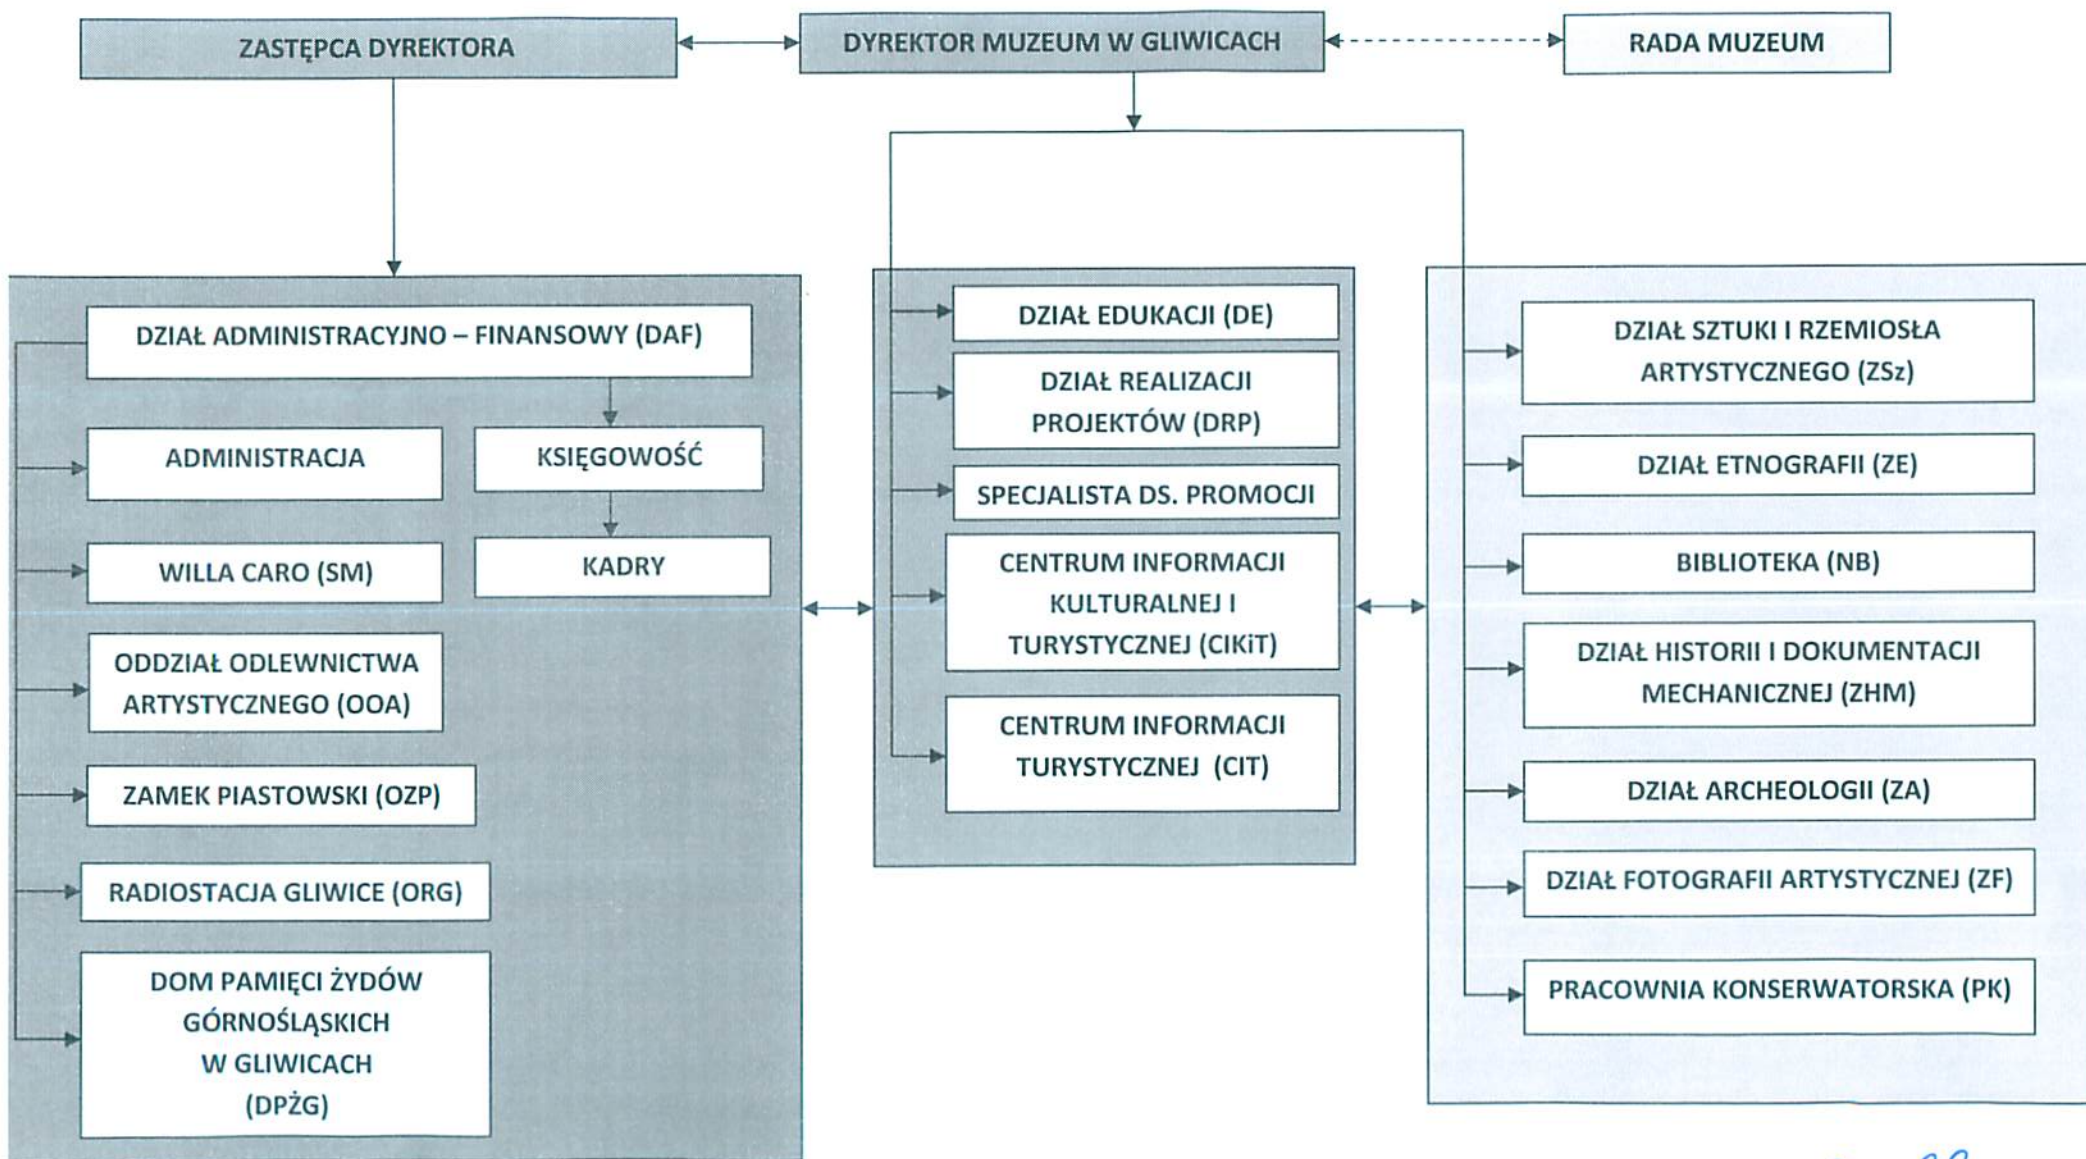 ZASTĘPCA DYREKTORA
DYREKTOR MUZEUM W GLIWICACH
RADA MUZEUM
DZIAŁ ADMINISTRACYJNO – FINANSOWY (DAF)
ADMINISTRACJA
KSIĘGOWOŚĆ
WILLA CARO (SM)
KADRY
ODDZIAŁ ODLEWNICTWA
ARTYSTYCZNEGO (OOA)
ZAMEK PIASTOWSKI (OZP)
RADIOSTACJA GLIWICE (ORG)
DOM PAMIĘCI ŻYDÓW
GÓRNOŚLĄSKICH
W GLIWICACH
(DPŻG)
DZIAŁ EDUKACJI (DE)
DZIAŁ REALIZACJI
PROJEKTÓW (DRP)
SPECJALISTA DS. PROMOCJI
CENTRUM INFORMACJI
KULTURALNEJ I
TURYSTYCZNEJ (CIKiT)
CENTRUM INFORMACJI
TURYSTYCZNEJ (CIT)
DZIAŁ SZTUKI I RZEMIOSŁA
ARTYSTYCZNEGO (ZSz)
DZIAŁ ETNOGRAFII (ZE)
BIBLIOTEKA (NB)
DZIAŁ HISTORII I DOKUMENTACJI
MECHANICZNEJ (ZHM)
DZIAŁ ARCHEOLOGII (ZA)
DZIAŁ FOTOGRAFII ARTYSTYCZNEJ (ZF)
PRACOWNIA KONSERWATORSKA (PK)